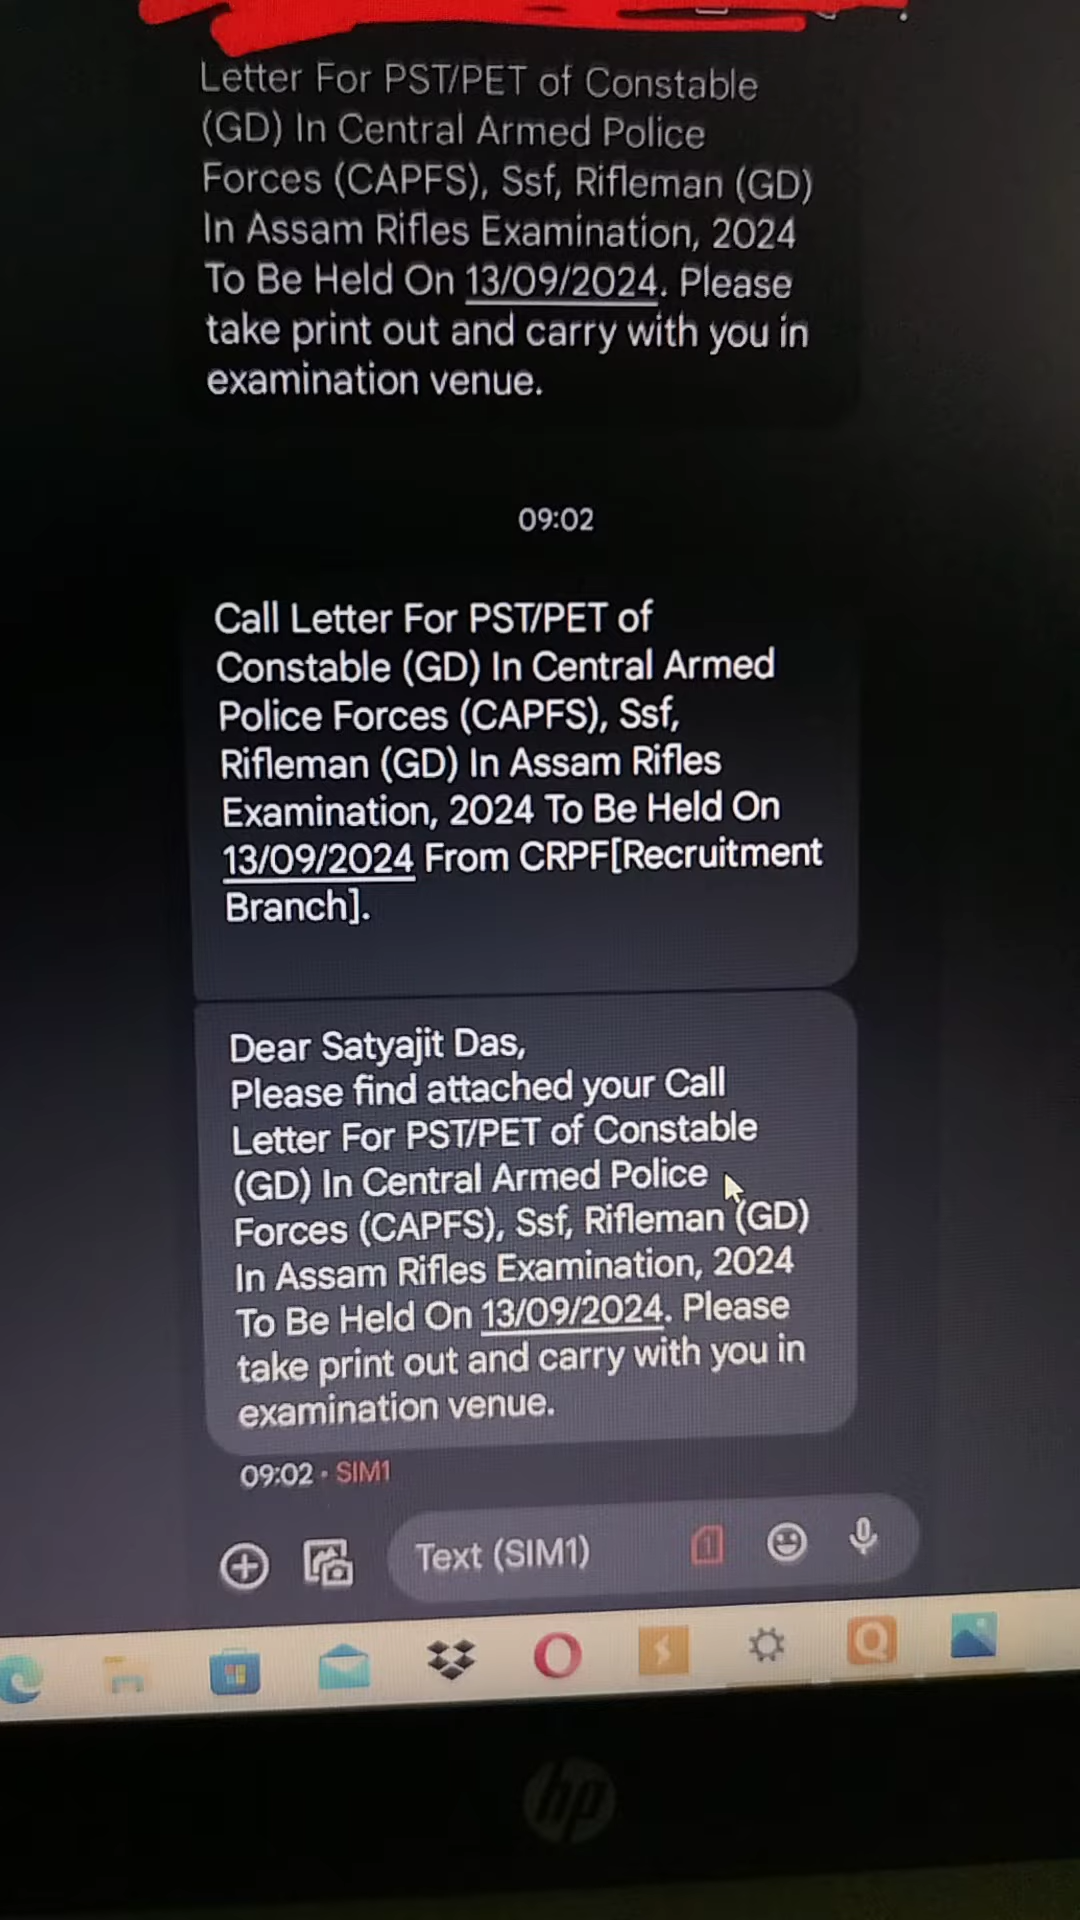 Letter For PST/PET of Constable
(GD) In Central Armed Police
Forces (CAPFS), Ssf, Rifleman (GD)
In Assam Rifles Examination, 2024
To Be Held On 13/09/2024. Please
take print out and carry with you in
examination venue.
09:02
Call Letter For PST/PET of
Constable (GD) In Central Armed
Police Forces (CAPFS), Ssf,
Rifleman (GD) In Assam Rifles
Examination, 2024 To Be Held On
13/09/2024 From CRPF[Recruitment
Branch].
Dear Satyajit Das,
Please find attached your Call
Letter For PST/PET of Constable
(GD) In Central Armed Police
Forces (CAPFS), Ssf, Rifleman (GD)
In Assam Rifles Examination, 2024
To Be Held On 13/09/2024. Please
take print out and carry with you in
examination venue.
09:02 • SIM1
Text (SIM1) 1
hp